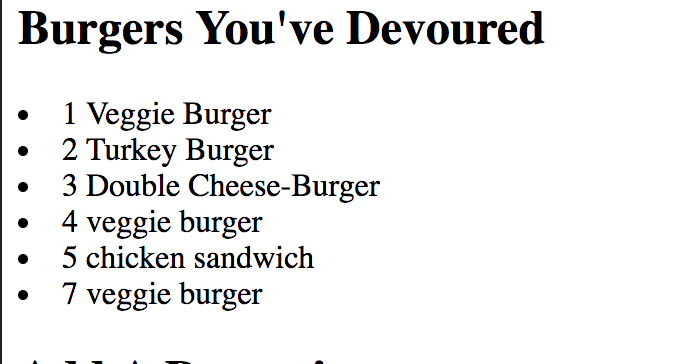 Burgers You've Devoured
• 1 Veggie Burger
• 2 Turkey Burger
• 3 Double Cheese-Burger
• 4 veggie burger
• 5 chicken sandwich
• 7 veggie burger